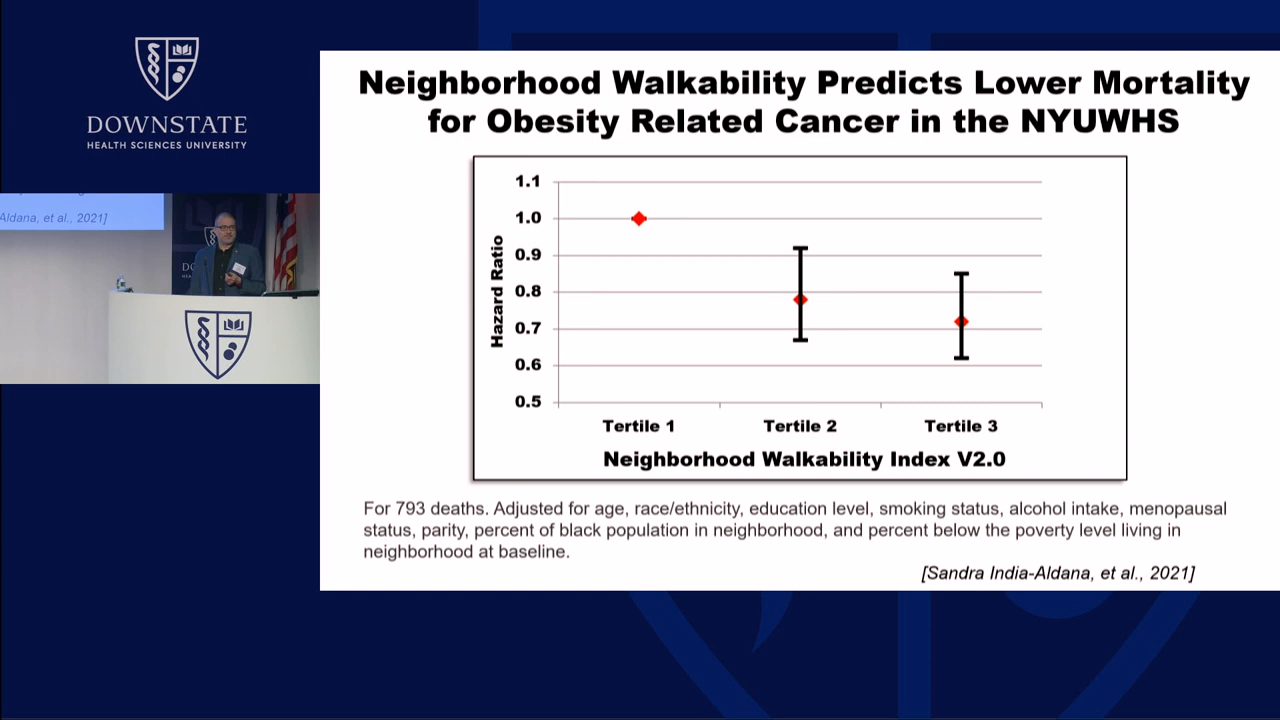 DOWNSTATE
HEALTH SCIENCES UNIVERSITY
Aldana, et al., 2021]
Neighborhood Walkability Predicts Lower Mortality
for Obesity Related Cancer in the NYUWHS
Hazard Ratio
1.1
1.0
0.9
0.8
0.7
0.6
0.5
Tertile 1 Tertile 2 Tertile 3
Neighborhood Walkability Index V2.0
For 793 deaths. Adjusted for age, race/ethnicity, education level, smoking status, alcohol intake, menopausal
status, parity, percent of black population in neighborhood, and percent below the poverty level living in
neighborhood at baseline.
[Sandra India-Aldana, et al., 2021]